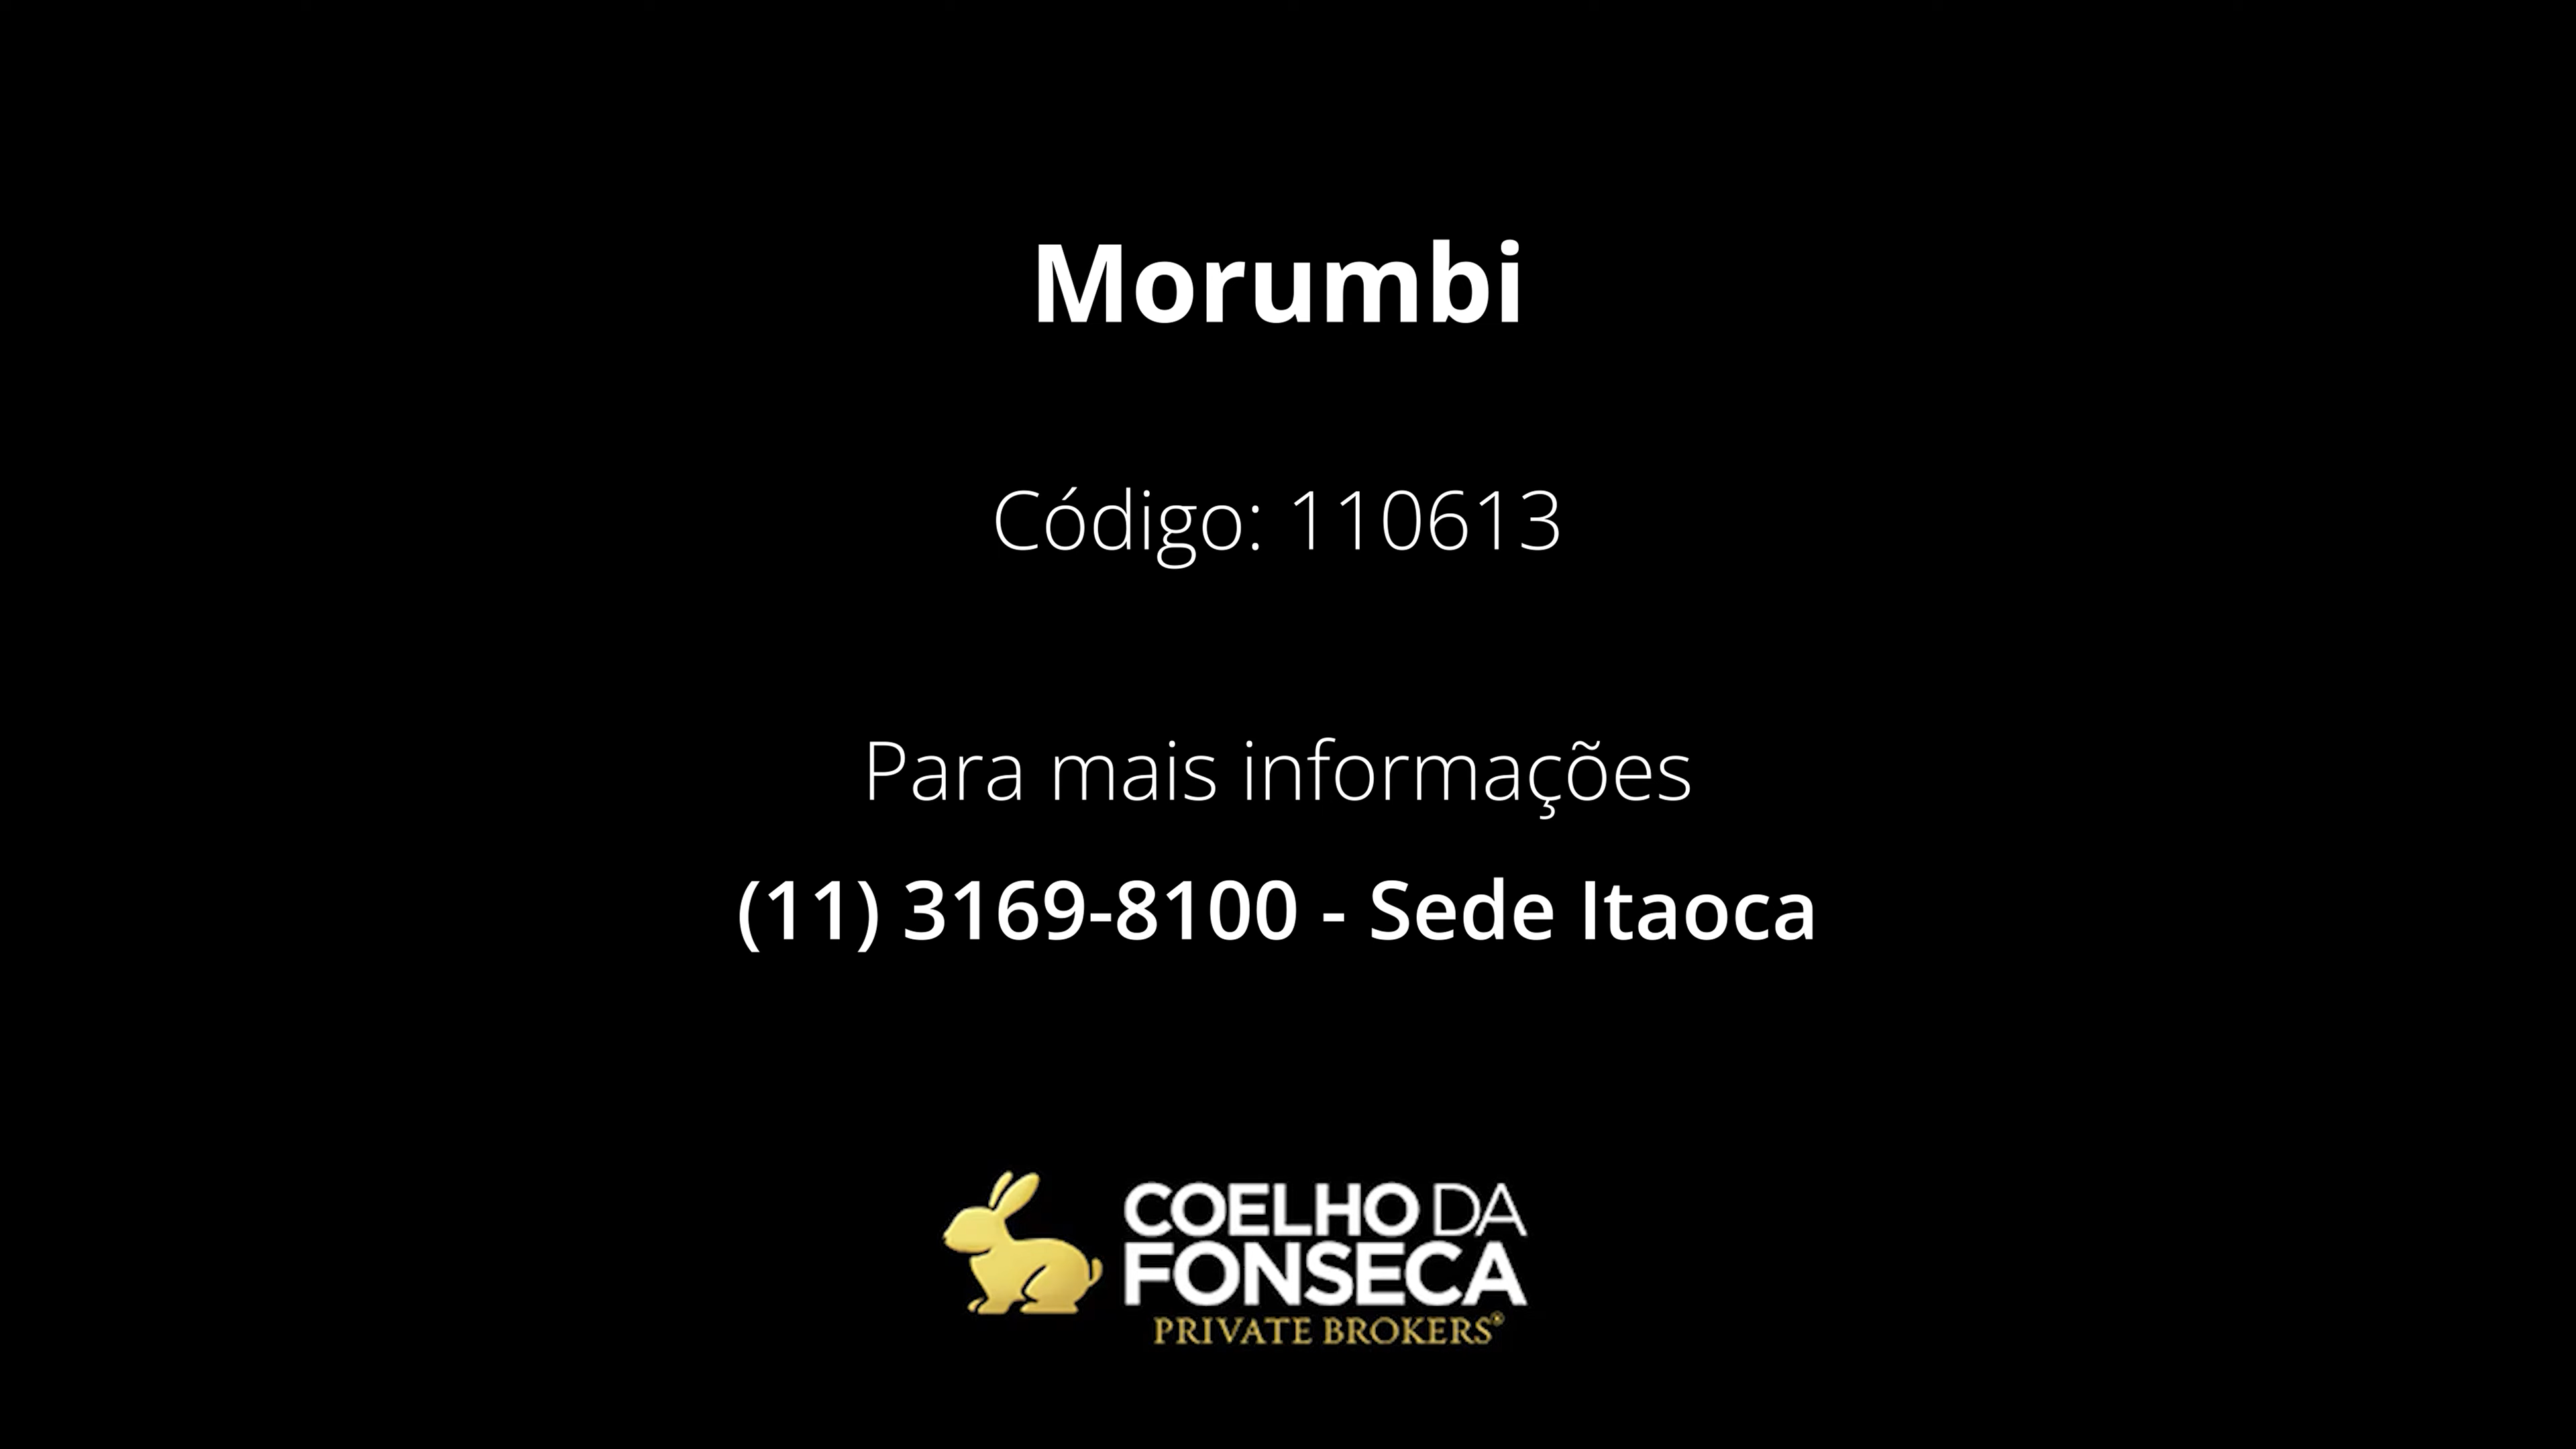 Morumbi
Código: 110613
Para mais informações
(11) 3169-8100 - Sede Itaoca
COELHO DA
FONSECA
PRIVATE BROKERS®